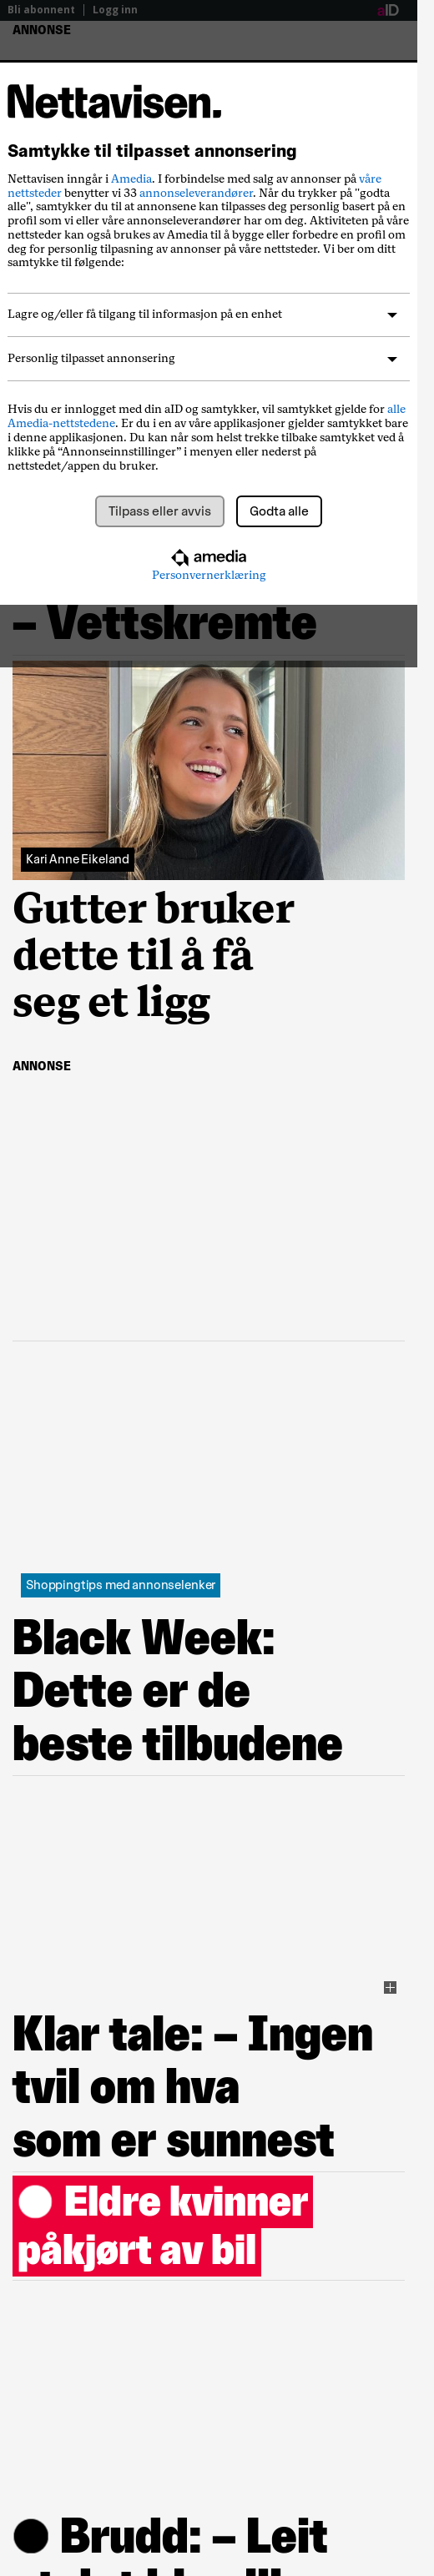 Bli abonnent | Logg inn
aID
ANNONSE
Nettavisen.
Samtykke til tilpasset annonsering
Nettavisen inngår i Amedia. I forbindelse med salg av annonser på våre
nettsteder benytter vi 33 annonseleverandører. Når du trykker på "godta
alle", samtykker du til at annonsene kan tilpasses deg personlig basert på en
profil som vi eller våre annonseleverandører har om deg. Aktiviteten på våre
nettsteder kan også brukes av Amedia til å bygge eller forbedre en profil om
deg for personlig tilpasning av annonser på våre nettsteder. Vi ber om ditt
samtykke til følgende:
Lagre og/eller få tilgang til informasjon på en enhet
Personlig tilpasset annonsering
Hvis du er innlogget med din aID og samtykker, vil samtykket gjelde for alle
Amedia-nettstedene. Er du i en av våre applikasjoner gjelder samtykket bare
i denne applikasjonen. Du kan når som helst trekke tilbake samtykket ved å
klikke på “Annonseinnstillinger” i menyen eller nederst på
nettstedet/appen du bruker.
Tilpass eller avvis
Godta alle
amedia
Personvernerklæring
– Vettskremte
Kari Anne Eikeland
Gutter bruker
dette til å få
seg et ligg
ANNONSE
Shoppingtips med annonselenker
Black Week:
Dette er de
beste tilbudene
Klar tale: – Ingen
tvil om hva
som er sunnest
Eldre kvinner
påkjørt av bil
Brudd: – Leit